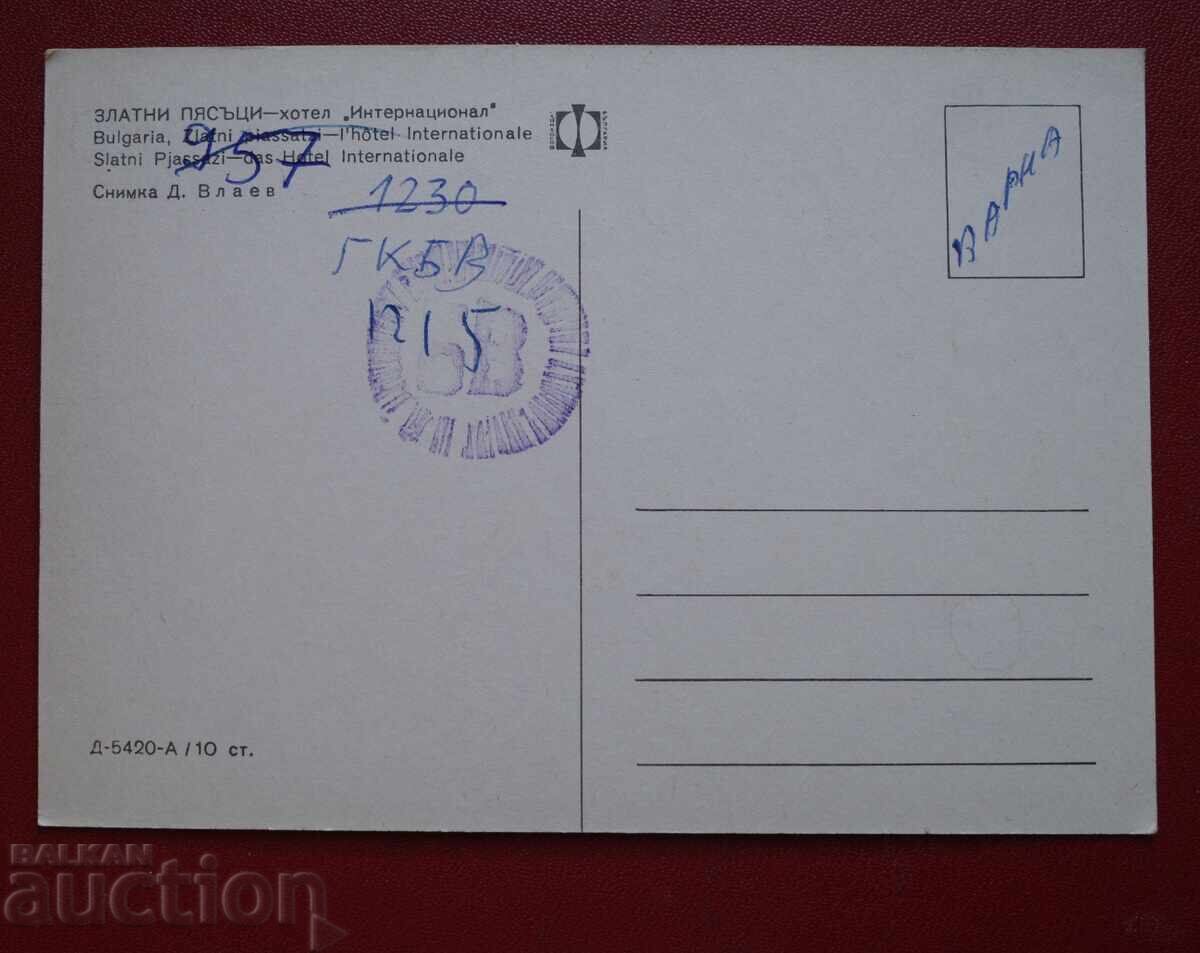 ЗЛАТНИ ПЯСЪЦИ—хотел „Интернационал"
Bulgaria, Zlatni piassatzi—l'hôtel Internationale
Slatni Pjassazi—das Hotel Internationale
Снимка Д. Влаев
957
1230
ГКБВ
1215
БВ
ВАРНА
Д-5420-А / 10 ст.
BALKAN
auction